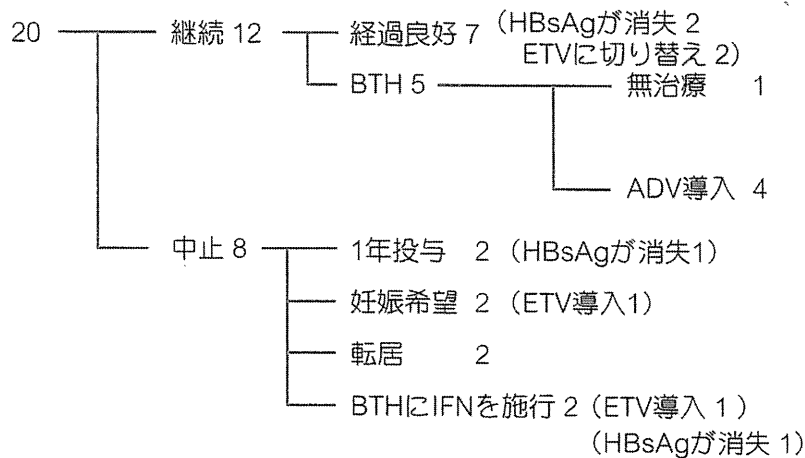 20 継続 12 経過良好 7 (HBsAgが消失 2
ETVに切り替え 2)
BTH 5 無治療 1
ADV導入 4
中止 8 1年投与 2 (HBsAgが消失1)
妊娠希望 2 (ETV導入1)
転居 2
BTHにIFNを施行 2 (ETV導入 1)
(HBsAgが消失 1)